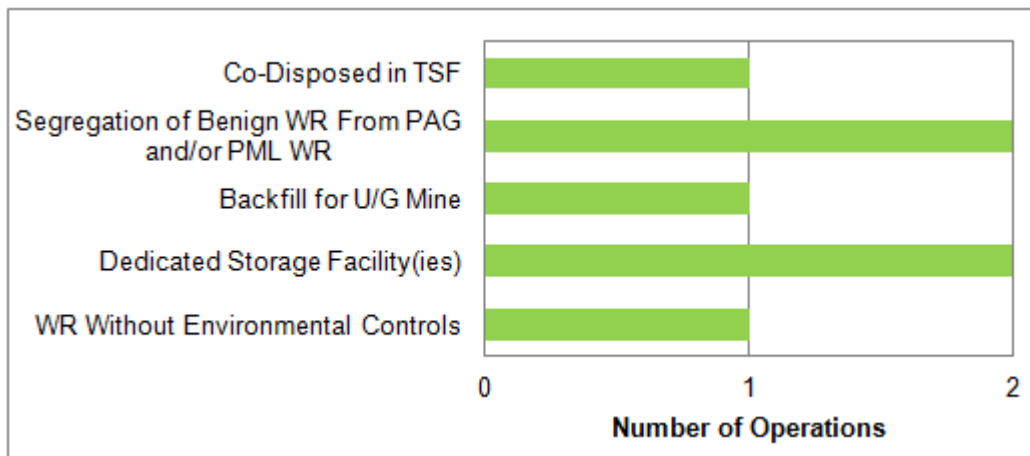 Co-Disposed in TSF
Segregation of Benign WR From PAG
and/or PML WR
Backfill for U/G Mine
Dedicated Storage Facility(ies)
WR Without Environmental Controls
0 1 2
Number of Operations